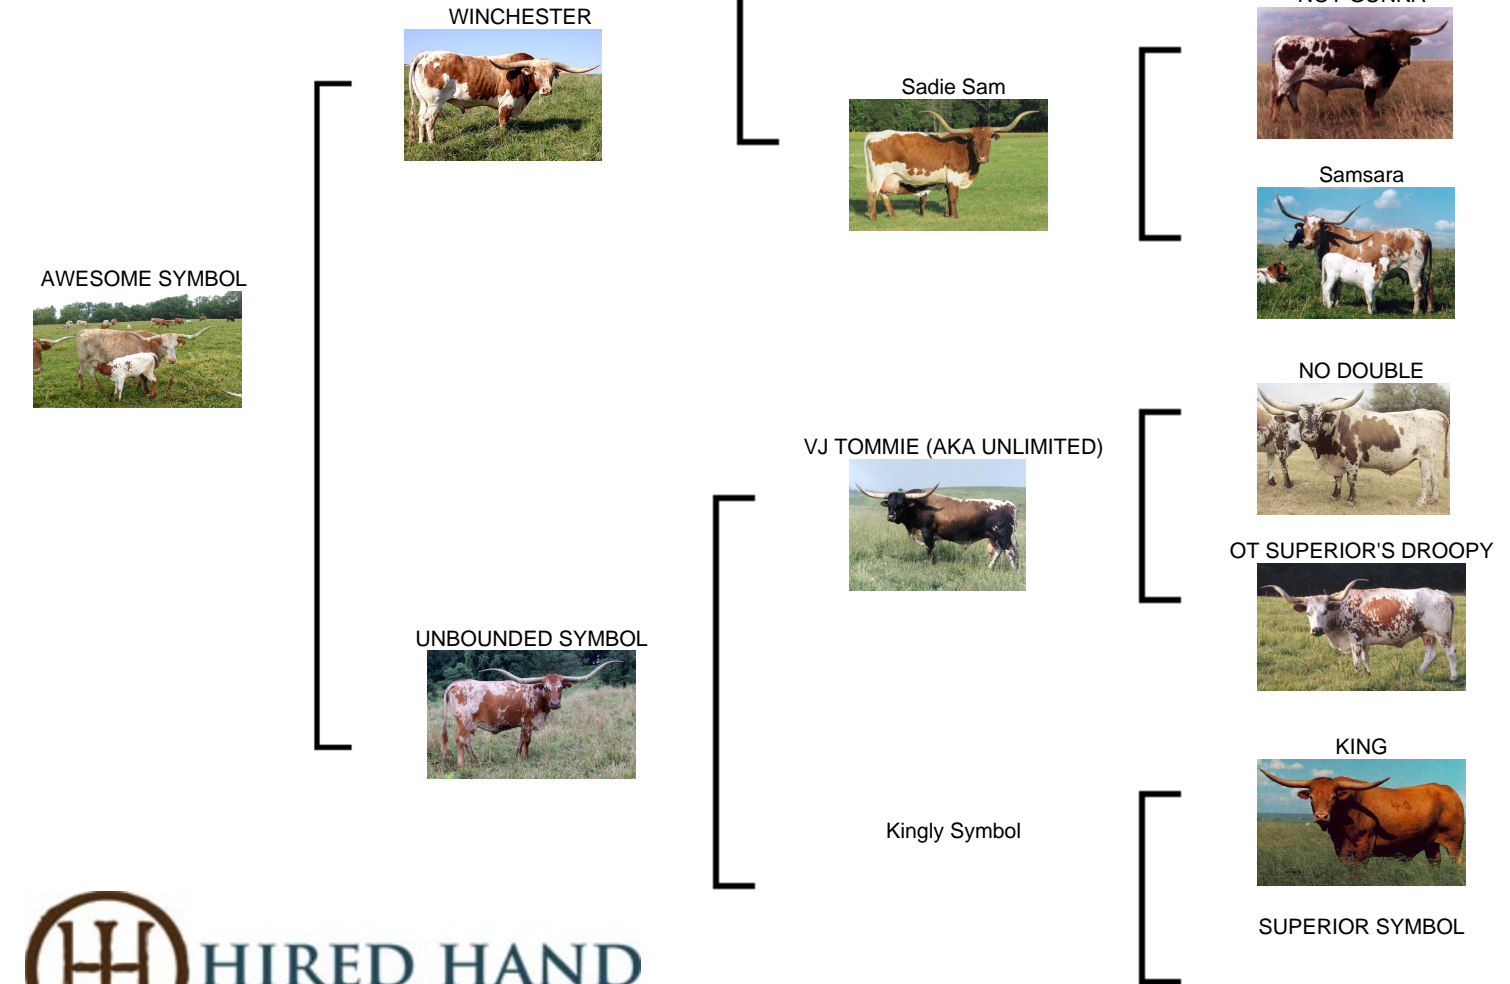 WINCHESTER
Sadie Sam
Samsara
AWESOME SYMBOL
NO DOUBLE
VJ TOMMIE (AKA UNLIMITED)
OT SUPERIOR'S DROOPY
UNBOUNDED SYMBOL
KING
Kingly Symbol
SUPERIOR SYMBOL
HIRED HAND